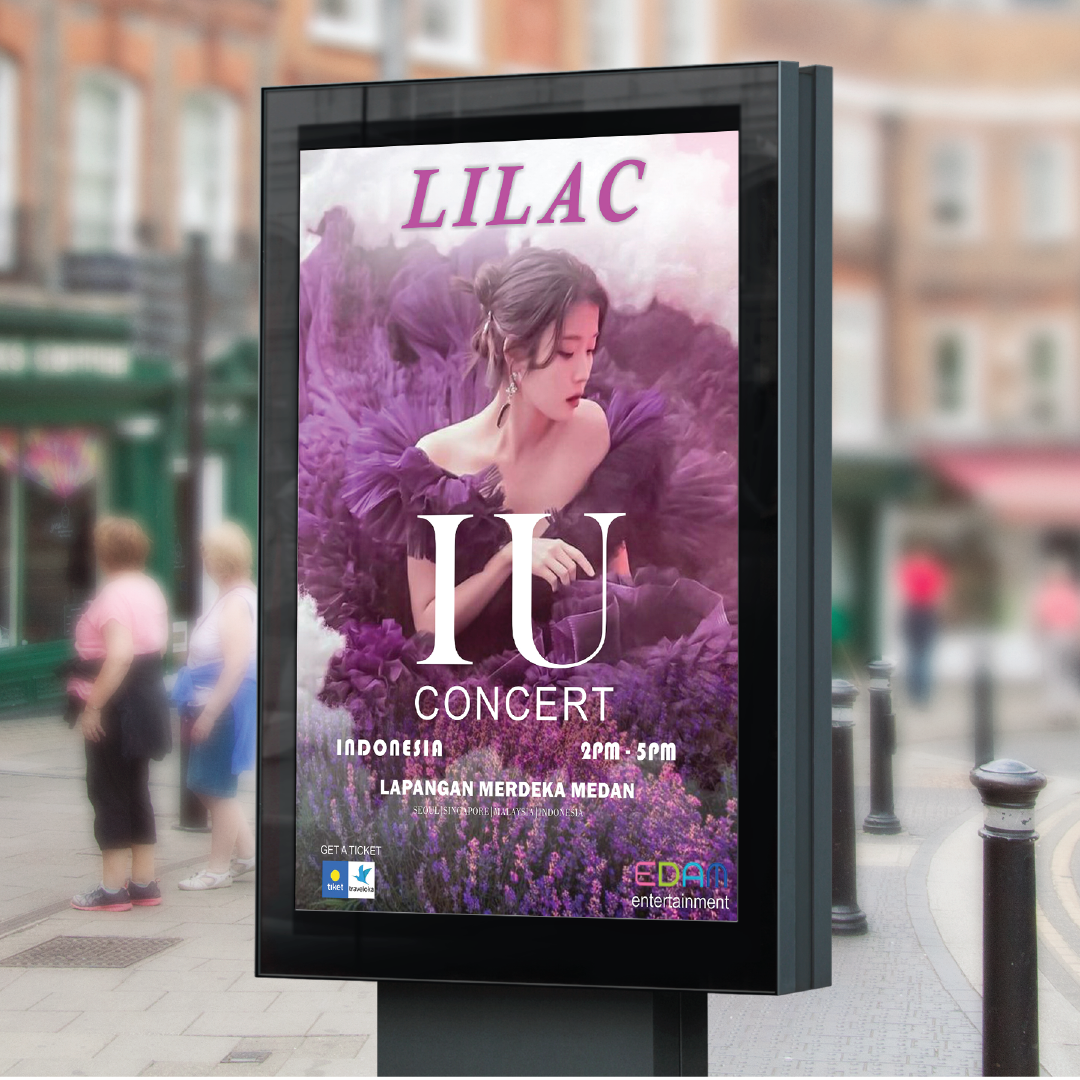 LILAC
IU
CONCERT
INDONESIA 2PM - 5PM
LAPANGAN MERDEKA MEDAN
SEOUL|SINGAPORE|MALAYSIA|INDONESIA
GET A TICKET
tiket traveloka
EDAM
entertainment